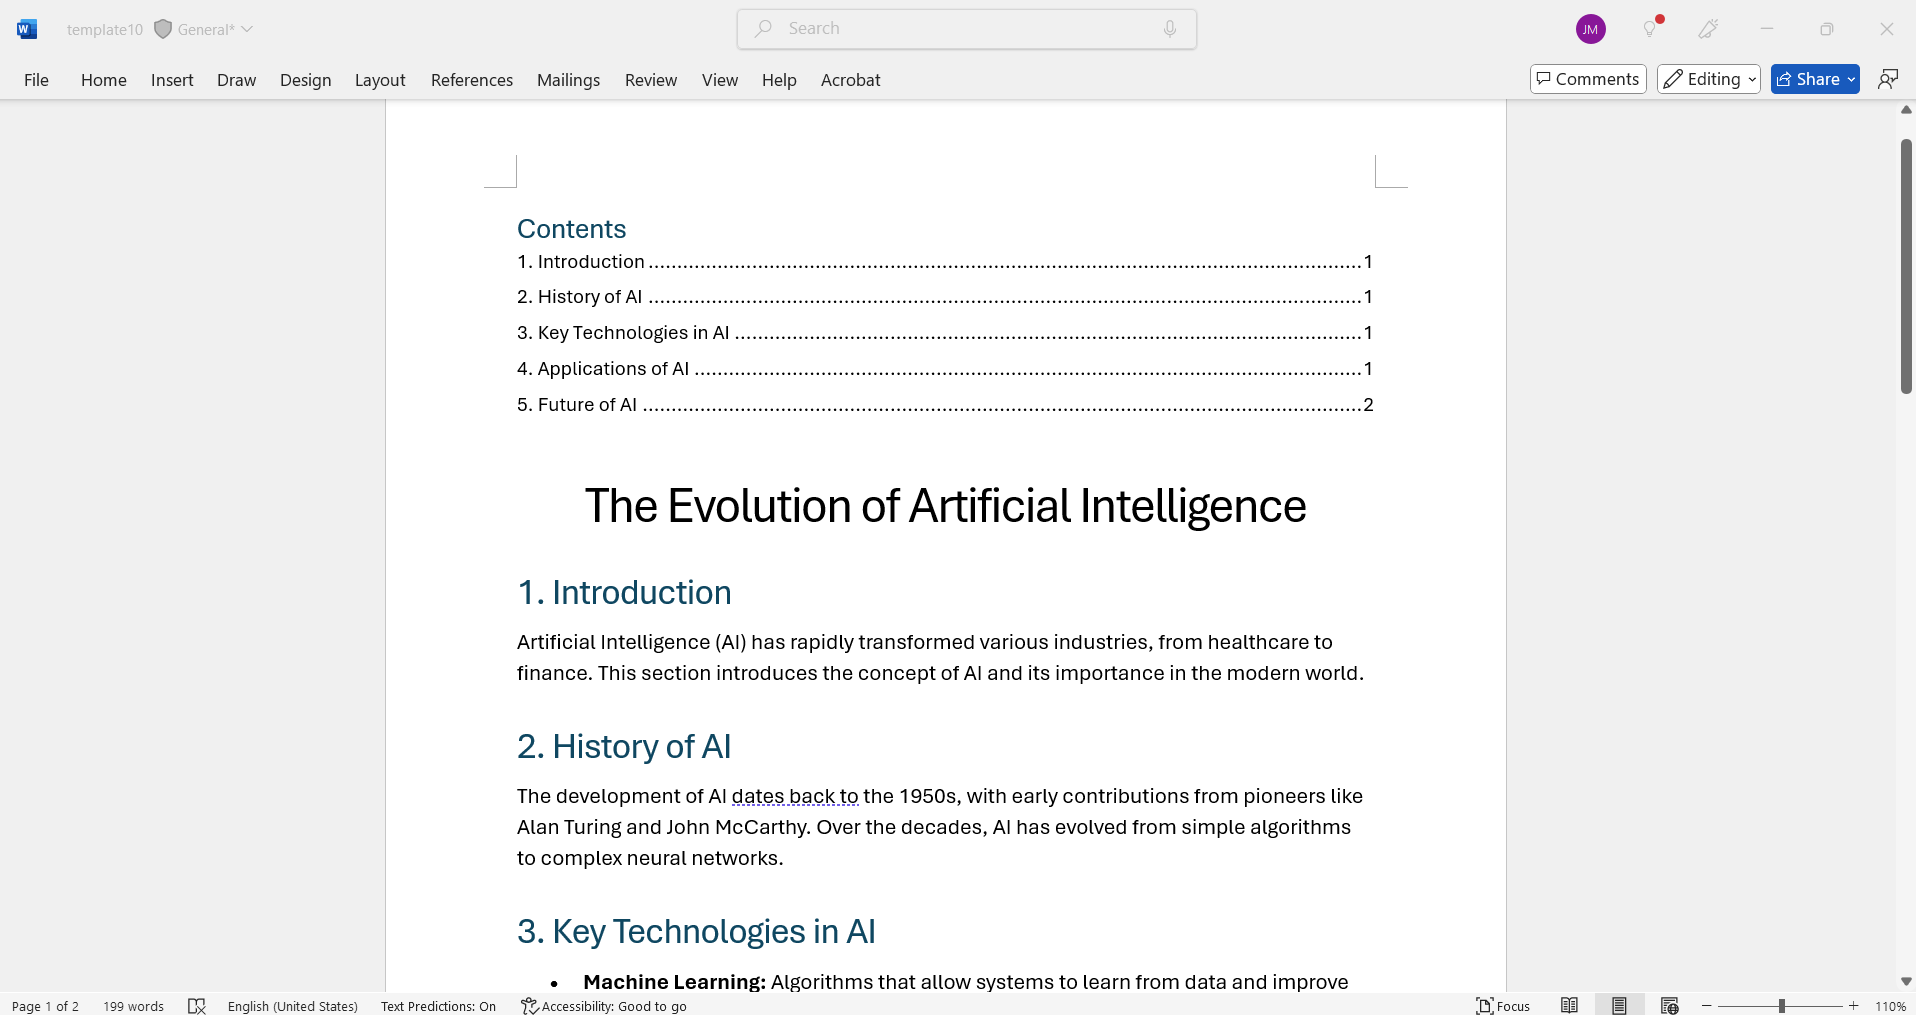 W template10 General*
Search
JM
File Home Insert Draw Design Layout References Mailings Review View Help Acrobat
Comments Editing Share
Contents
1. Introduction ........................................................................................................................ 1
2. History of AI ........................................................................................................................ 1
3. Key Technologies in AI ........................................................................................................ 1
4. Applications of AI ................................................................................................................ 1
5. Future of AI ......................................................................................................................... 2
The Evolution of Artificial Intelligence
1. Introduction
Artificial Intelligence (AI) has rapidly transformed various industries, from healthcare to
finance. This section introduces the concept of AI and its importance in the modern world.
2. History of AI
The development of AI dates back to the 1950s, with early contributions from pioneers like
Alan Turing and John McCarthy. Over the decades, AI has evolved from simple algorithms
to complex neural networks.
3. Key Technologies in AI
• Machine Learning: Algorithms that allow systems to learn from data and improve
Page 1 of 2 199 words English (United States) Text Predictions: On Accessibility: Good to go Focus 110%